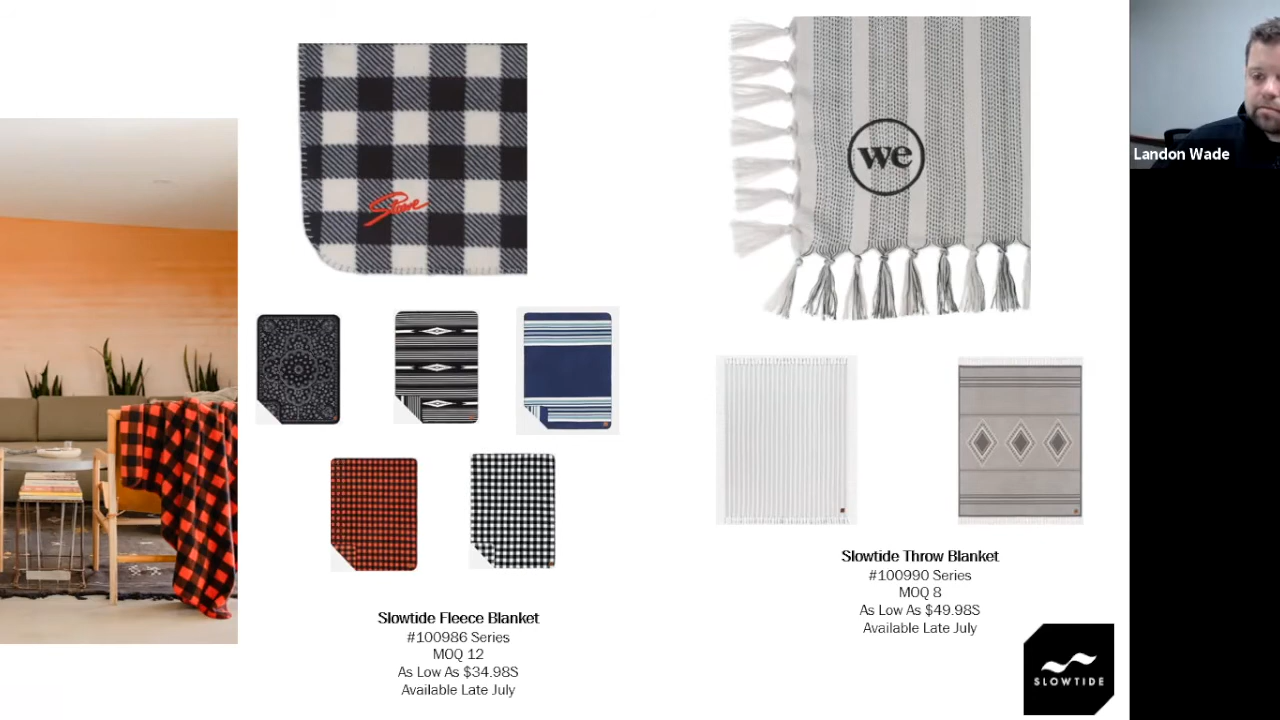 Stowe
we
Landon Wade
Slowtide Throw Blanket
#100990 Series
MOQ 8
As Low As $49.98S
Available Late July
Slowtide Fleece Blanket
#100986 Series
MOQ 12
As Low As $34.98S
Available Late July
SLOWTIDE